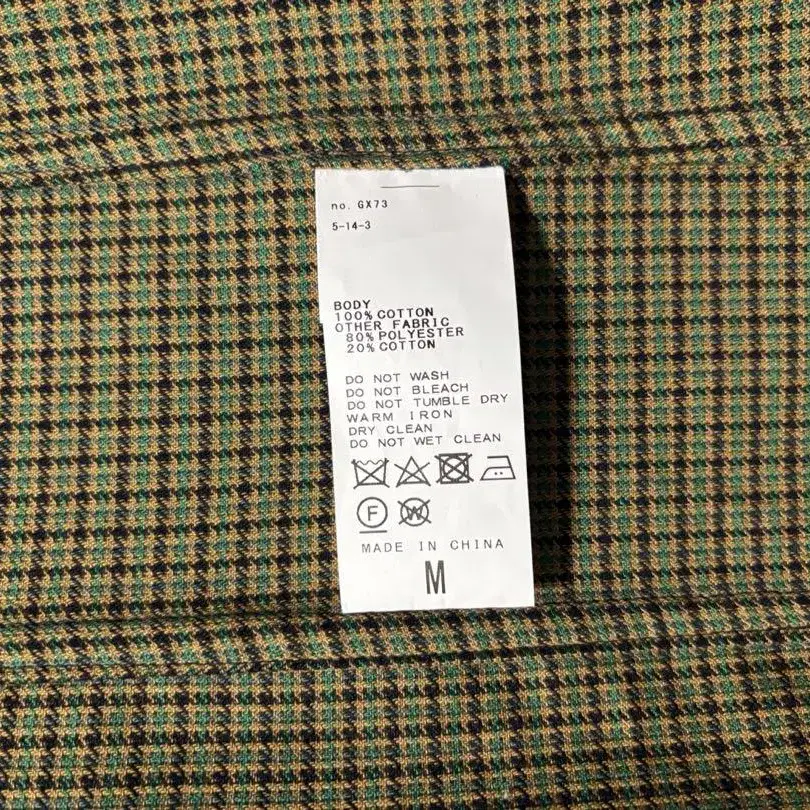 no. GX73
5-14-3
BODY
100% COTTON
OTHER FABRIC
80% POLYESTER
20% COTTON
DO NOT WASH
DO NOT BLEACH
DO NOT TUMBLE DRY
WARM IRON
DRY CLEAN
DO NOT WET CLEAN
F W
MADE IN CHINA
M